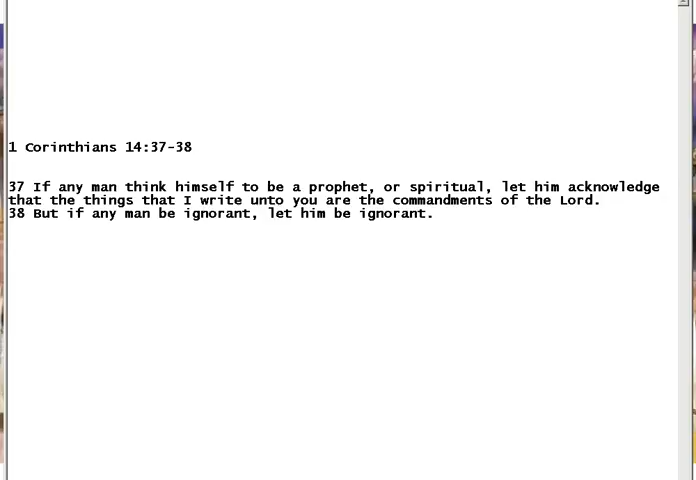 1 Corinthians 14:37-38
37 If any man think himself to be a prophet, or spiritual, let him acknowledge
that the things that I write unto you are the commandments of the Lord.
38 But if any man be ignorant, let him be ignorant.